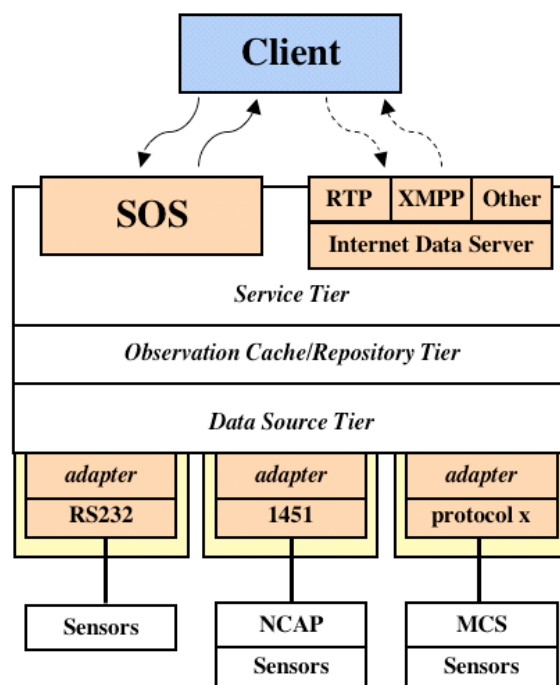 Client
SOS
RTP XMPP Other
Internet Data Server
Service Tier
Observation Cache/Repository Tier
Data Source Tier
adapter adapter adapter
RS232 1451 protocol x
Sensors NCAP MCS
Sensors Sensors